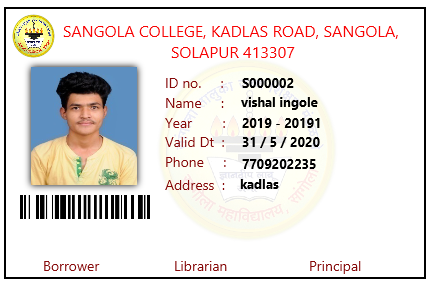 SANGOLA COLLEGE, KADLAS ROAD, SANGOLA,
SOLAPUR 413307
ID no. : S000002
Name : vishal ingole
Year : 2019 - 20191
Valid Dt : 31 / 5 / 2020
Phone : 7709202235
Address : kadlas
Borrower Librarian Principal